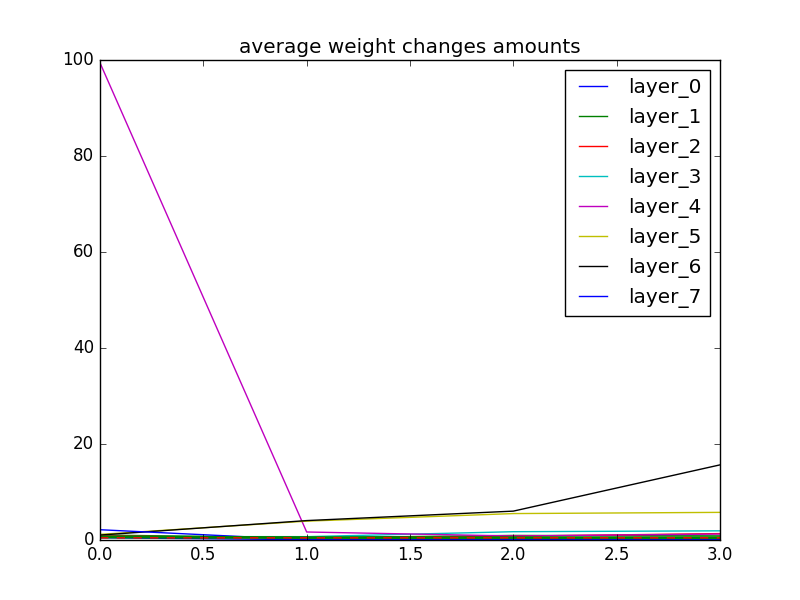 average weight changes amounts
100
80
60
40
20
0
0.0 0.5 1.0 1.5 2.0 2.5 3.0
layer_0
layer_1
layer_2
layer_3
layer_4
layer_5
layer_6
layer_7